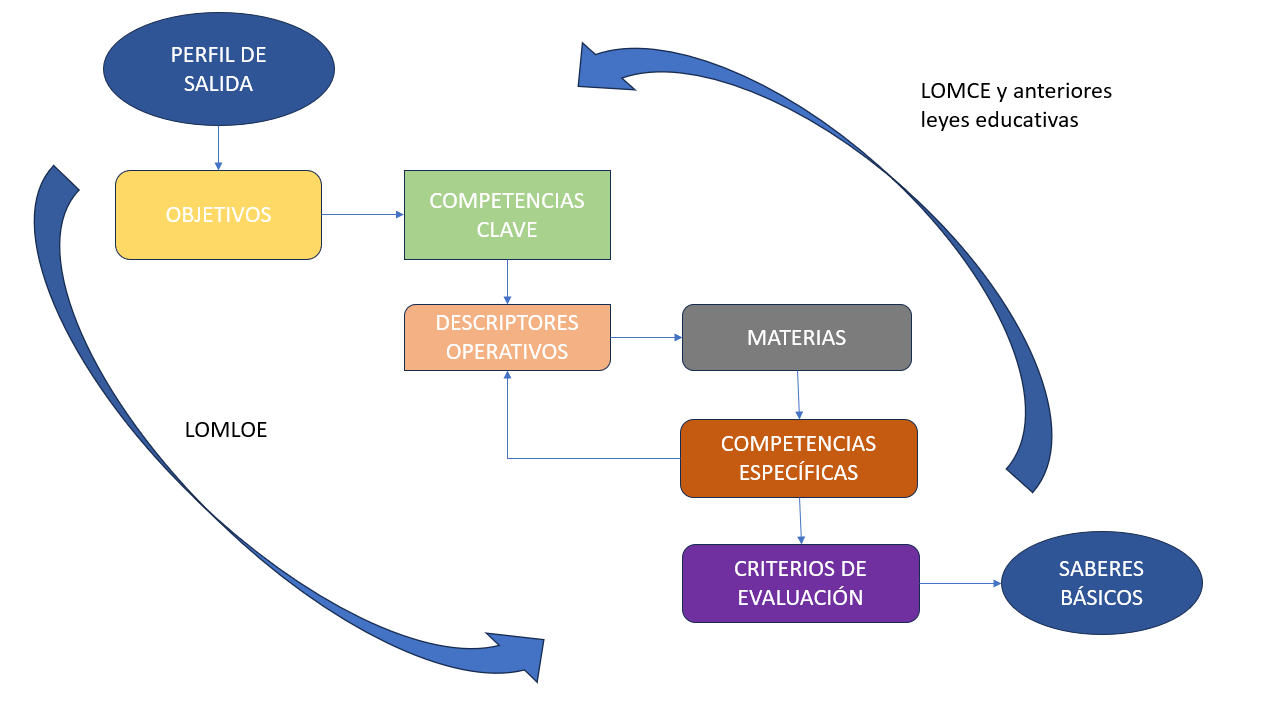 PERFIL DE
SALIDA
LOMCE y anteriores
leyes educativas
OBJETIVOS
COMPETENCIAS
CLAVE
DESCRIPTORES
OPERATIVOS
MATERIAS
LOMLOE
COMPETENCIAS
ESPECÍFICAS
CRITERIOS DE
EVALUACIÓN
SABERES
BÁSICOS